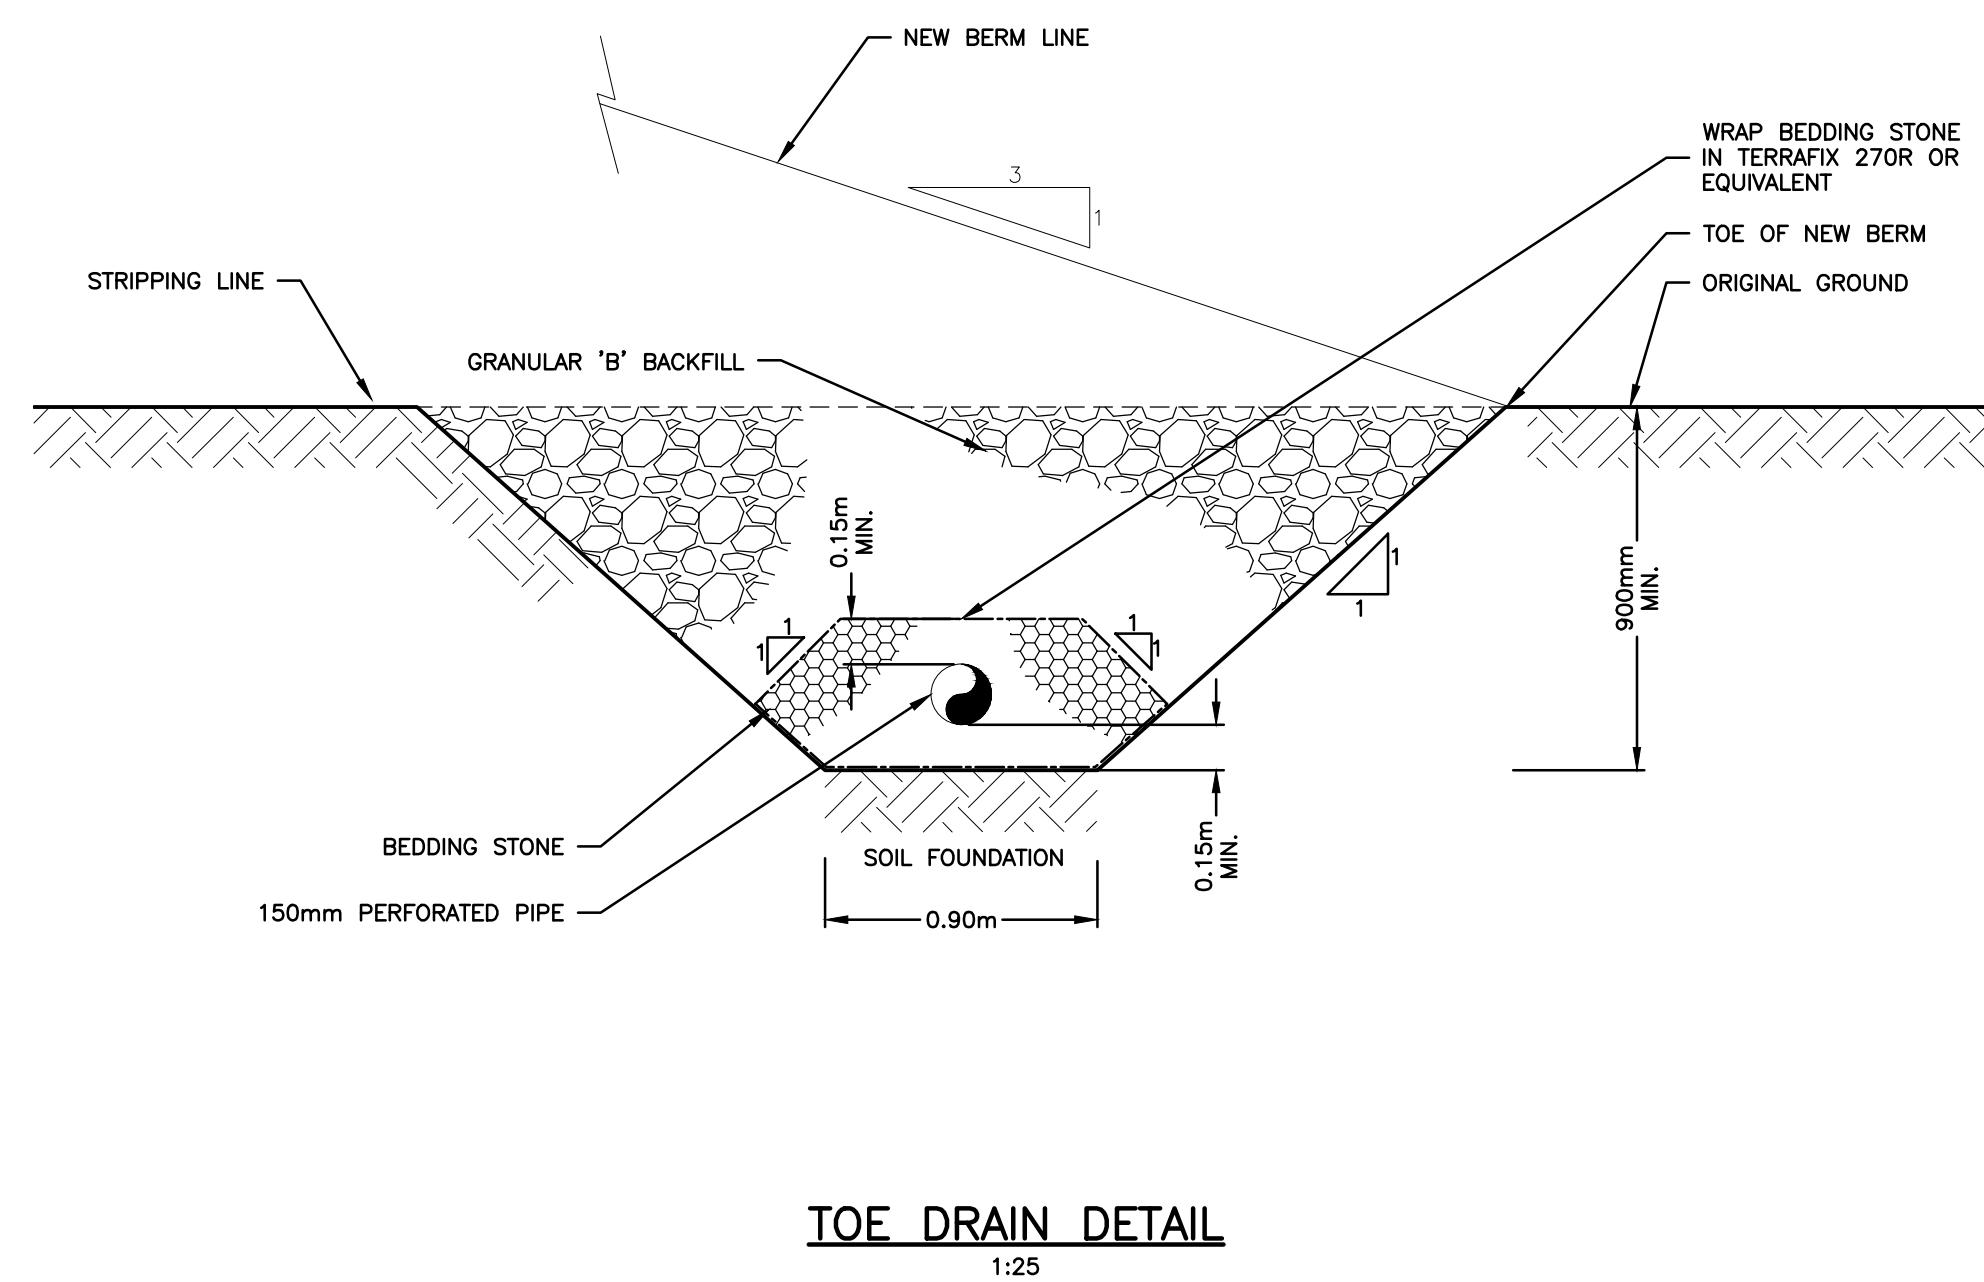 NEW BERM LINE
WRAP BEDDING STONE
IN TERRAFIX 270R OR
EQUIVALENT
3
1
TOE OF NEW BERM
STRIPPING LINE
ORIGINAL GROUND
GRANULAR 'B' BACKFILL
0.15m
MIN.
1
1
900mm
MIN.
1
1
1
1
BEDDING STONE
SOIL FOUNDATION
0.15m
MIN.
150mm PERFORATED PIPE
0.90m
TOE DRAIN DETAIL
1:25